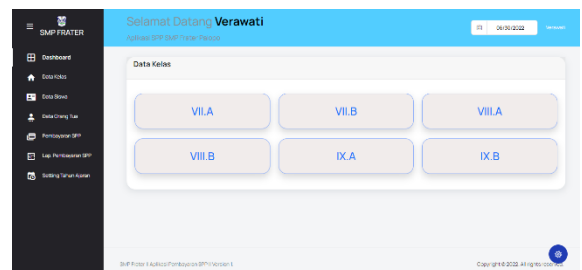 SMP FRATER
Dashboard
Data Kelas
Data Siswa
Data Orang Tua
Pembayaran SPP
Lap. Pembayaran SPP
Setting Tahun Ajaran
Selamat Datang Verawati
Aplikasi SPP SMP Frater
06/30/2022
Verawati
Data Kelas
VII.A
VII.B
VIII.A
VIII.B
IX.A
IX.B
SMP Frater | Aplikasi Pembayaran SPP | Version 1.
Copyright © 2022. All rights reserved.